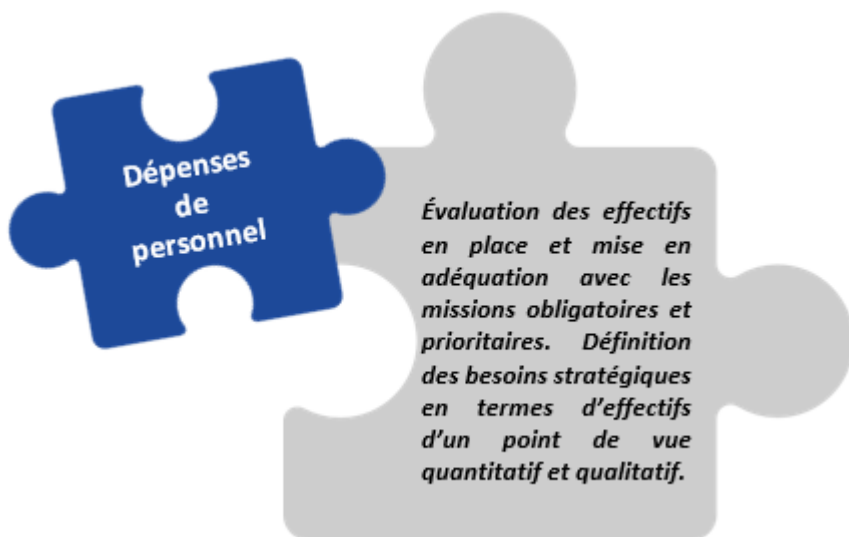 Dépenses
de
personnel
Évaluation des effectifs
en place et mise en
adéquation avec les
missions obligatoires et
prioritaires. Définition
des besoins stratégiques
en termes d’effectifs
d’un point de vue
quantitatif et qualitatif.